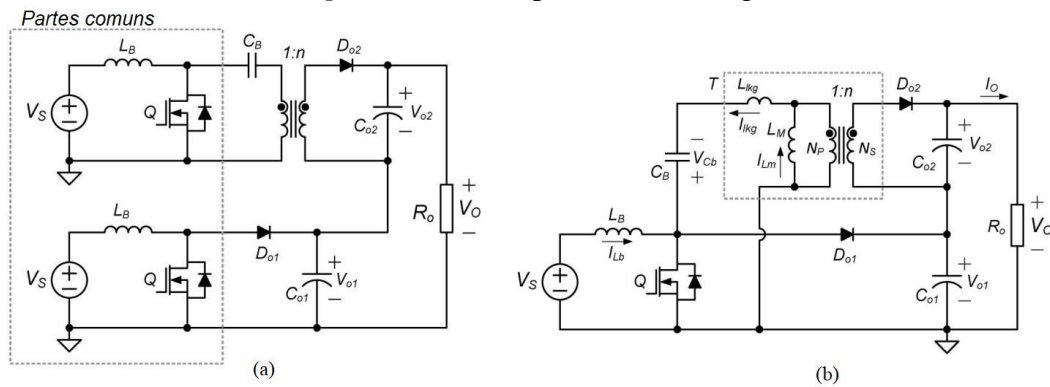 Partes comuns
L_B
C_B
1:n
D_o2
V_S
+
−
Q
C_o2
+
V_o2
−
L_B
D_o1
V_S
+
−
Q
C_o1
+
V_o1
−
R_o
+
V_O
−
(a)
T
L_lkg
1:n
D_o2
I_O
I_lkg
L_M
I_Lm
N_P
N_S
−
V_Cb
+
C_B
C_o2
+
V_o2
−
L_B
I_Lb
D_o1
V_S
+
−
Q
C_o1
+
V_o1
−
R_o
+
V_O
−
(b)